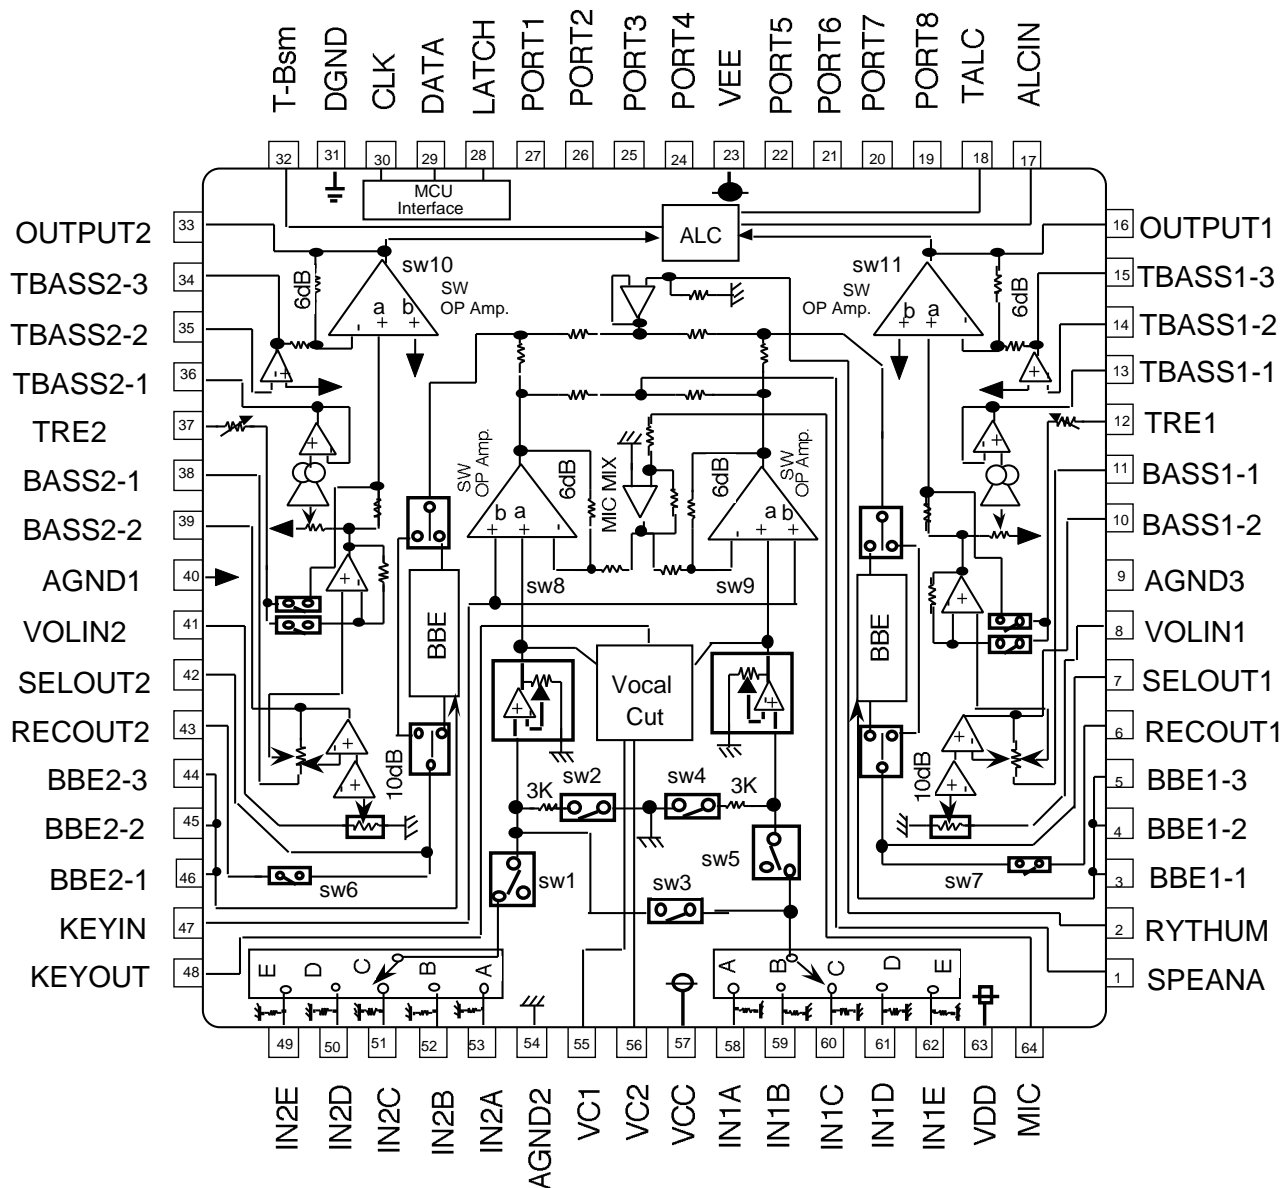 T-Bsm
DGND
CLK
DATA
LATCH
PORT1
PORT2
PORT3
PORT4
VEE
PORT5
PORT6
PORT7
PORT8
TALC
ALCIN
32
31
30
29
28
27
26
25
24
23
22
21
20
19
18
17
MCU
Interface
ALC
33
OUTPUT2
34
TBASS2-3
35
TBASS2-2
36
TBASS2-1
37
TRE2
38
BASS2-1
39
BASS2-2
40
AGND1
41
VOLIN2
42
SELOUT2
43
RECOUT2
44
BBE2-3
45
BBE2-2
46
BBE2-1
47
KEYIN
48
KEYOUT
16
OUTPUT1
15
TBASS1-3
14
TBASS1-2
13
TBASS1-1
12
TRE1
11
BASS1-1
10
BASS1-2
9
AGND3
8
VOLIN1
7
SELOUT1
6
RECOUT1
5
BBE1-3
4
BBE1-2
3
BBE1-1
2
RYTHUM
1
SPEANA
6dB
sw10
SW
OP Amp.
a
b
-
+
+
sw11
SW
OP Amp.
b
a
+
+
-
6dB
-
+
+
-
+
-
+
-
SW
OP Amp.
b
a
+
+
-
6dB
MIC MIX
6dB
SW
OP Amp.
a
b
-
+
+
sw8
sw9
BBE
BBE
Vocal
Cut
+
-
+
-
+
-
+
-
10dB
+
+
10dB
+
+
3K
sw2
sw4
3K
sw1
sw5
sw3
sw6
sw7
E
D
C
B
A
A
B
C
D
E
49
50
51
52
53
54
55
56
57
58
59
60
61
62
63
64
IN2E
IN2D
IN2C
IN2B
IN2A
AGND2
VC1
VC2
VCC
IN1A
IN1B
IN1C
IN1D
IN1E
VDD
MIC